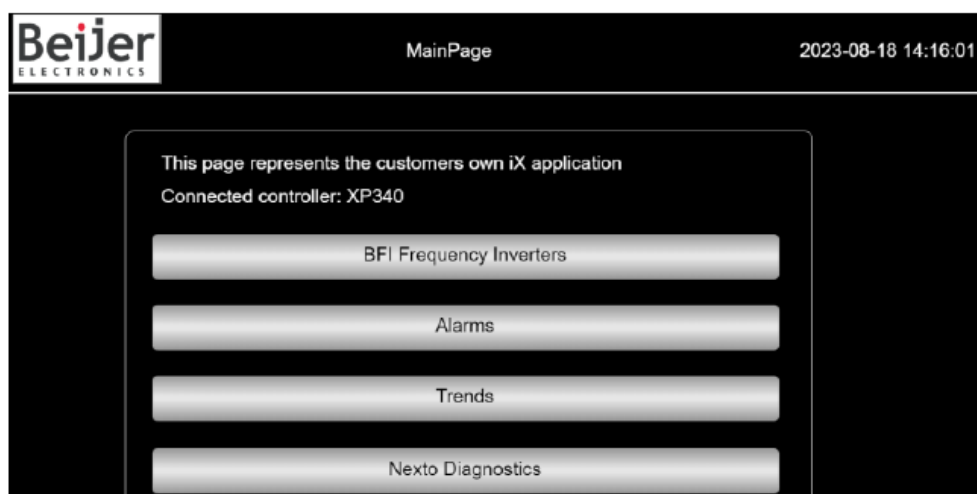 Beijer
ELECTRONICS
MainPage
2023-08-18 14:16:01
This page represents the customers own iX application
Connected controller: XP340
BFI Frequency Inverters
Alarms
Trends
Nexto Diagnostics